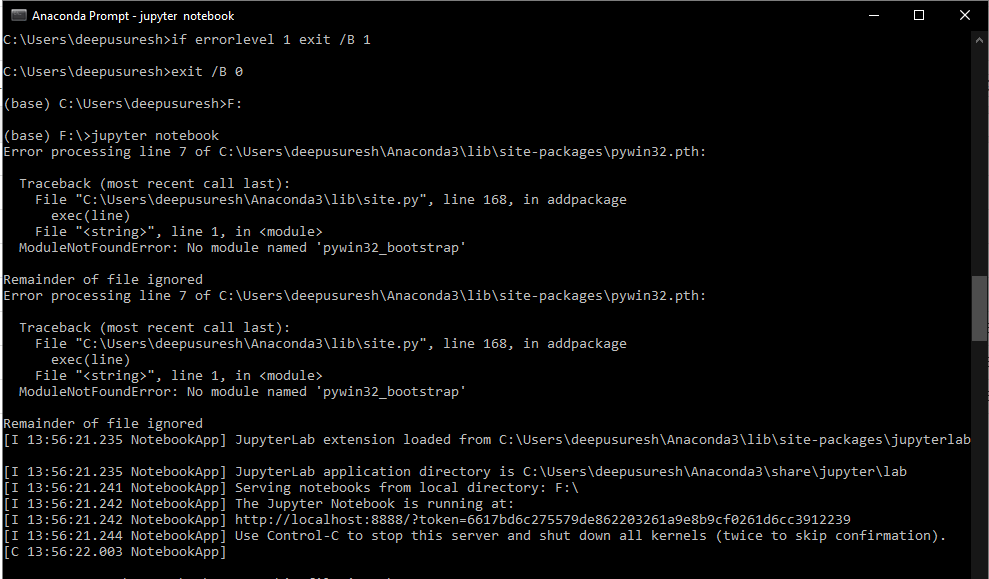 Anaconda Prompt - jupyter  notebook
C:\Users\deepusuresh>if errorlevel 1 exit /B 1
C:\Users\deepusuresh>exit /B 0
(base) C:\Users\deepusuresh>F:
(base) F:\>jupyter notebook
Error processing line 7 of C:\Users\deepusuresh\Anaconda3\lib\site-packages\pywin32.pth:
Traceback (most recent call last):
File "C:\Users\deepusuresh\Anaconda3\lib\site.py", line 168, in addpackage
exec(line)
File "<string>", line 1, in <module>
ModuleNotFoundError: No module named 'pywin32_bootstrap'
Remainder of file ignored
Error processing line 7 of C:\Users\deepusuresh\Anaconda3\lib\site-packages\pywin32.pth:
Traceback (most recent call last):
File "C:\Users\deepusuresh\Anaconda3\lib\site.py", line 168, in addpackage
exec(line)
File "<string>", line 1, in <module>
ModuleNotFoundError: No module named 'pywin32_bootstrap'
Remainder of file ignored
[I 13:56:21.235 NotebookApp] JupyterLab extension loaded from C:\Users\deepusuresh\Anaconda3\lib\site-packages\jupyterlab
[I 13:56:21.235 NotebookApp] JupyterLab application directory is C:\Users\deepusuresh\Anaconda3\share\jupyter\lab
[I 13:56:21.241 NotebookApp] Serving notebooks from local directory: F:\
[I 13:56:21.242 NotebookApp] The Jupyter Notebook is running at:
[I 13:56:21.242 NotebookApp] http://localhost:8888/?token=6617bd6c275579de862203261a9e8b9cf0261d6cc3912239
[I 13:56:21.244 NotebookApp] Use Control-C to stop this server and shut down all kernels (twice to skip confirmation).
[C 13:56:22.003 NotebookApp]